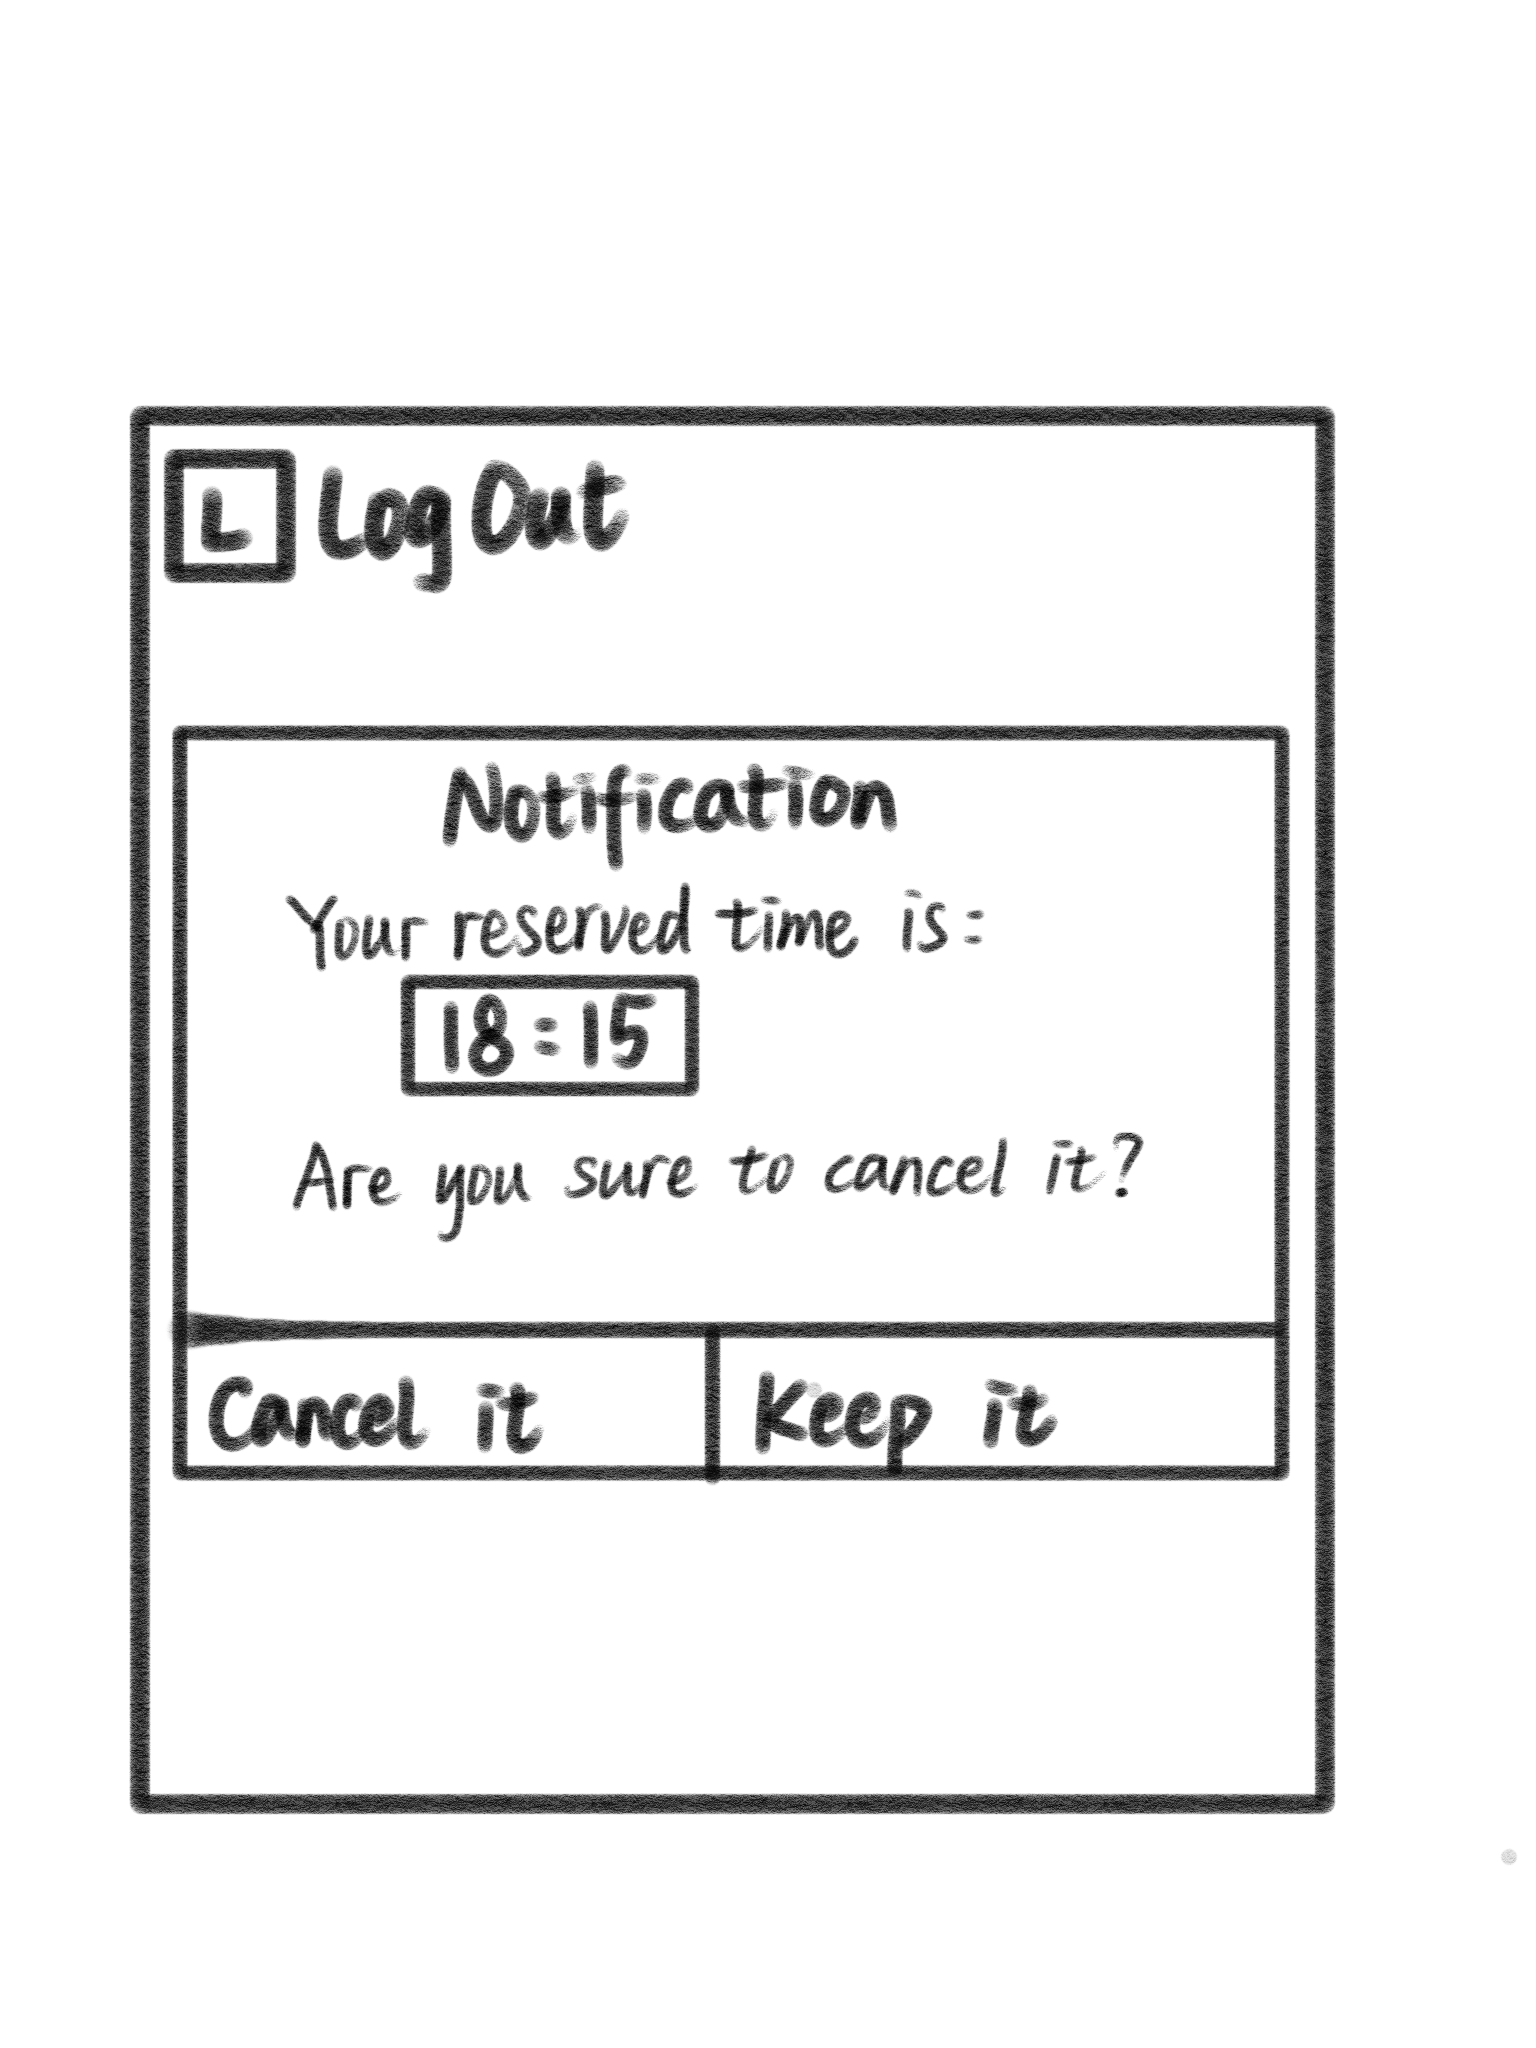 L Log Out
Notification
Your reserved time is:
18:15
Are you sure to cancel it?
Cancel it
Keep it